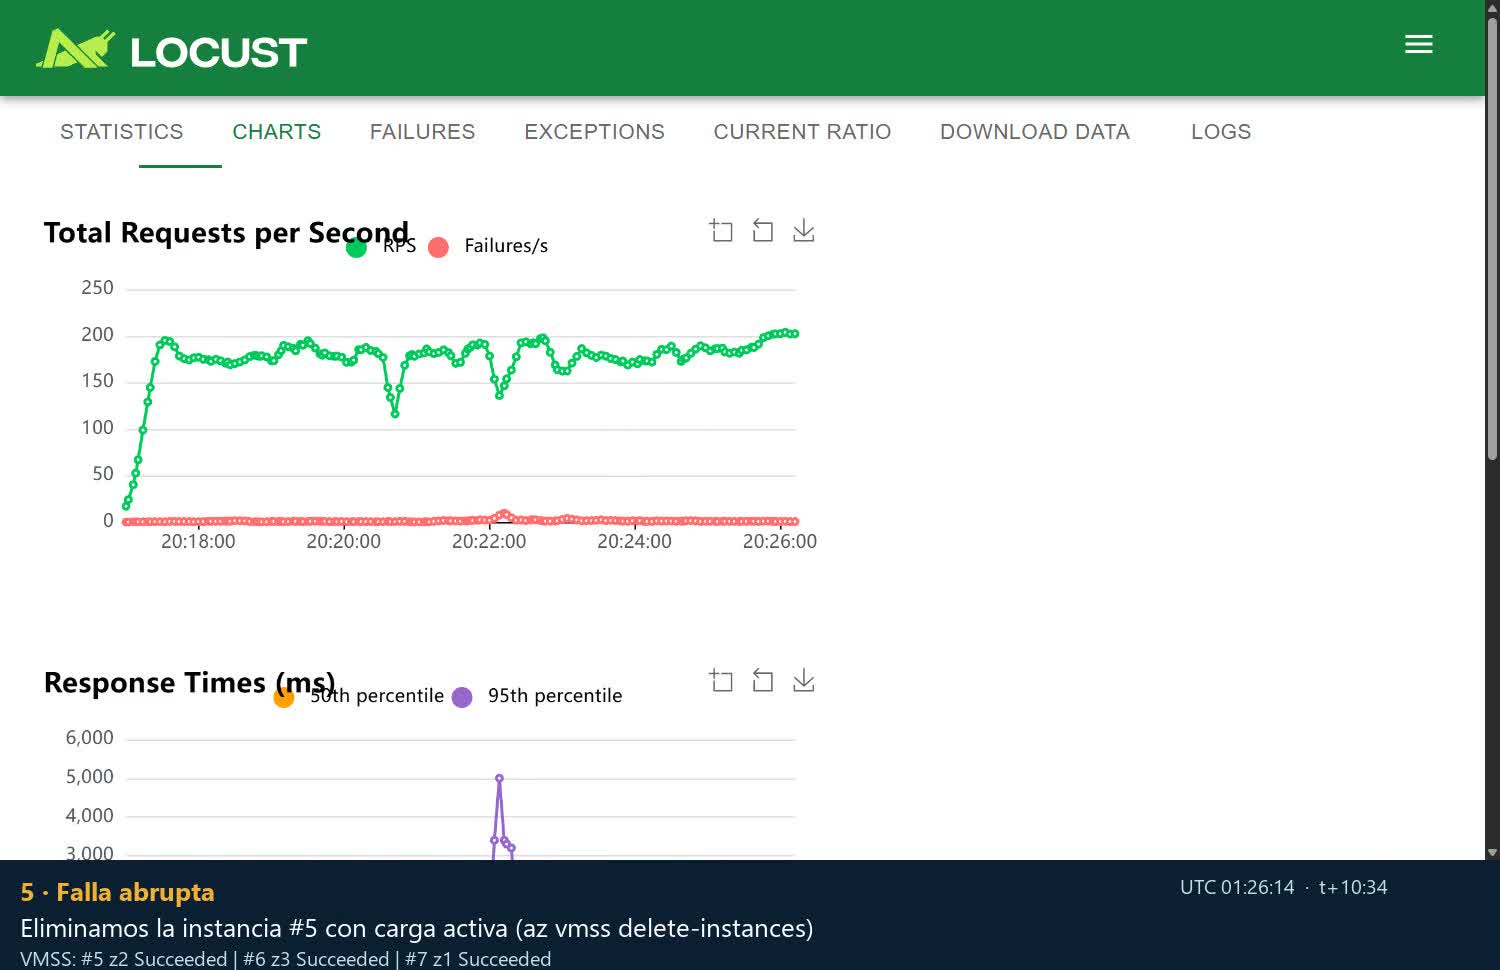 LOCUST
STATISTICS CHARTS FAILURES EXCEPTIONS CURRENT RATIO DOWNLOAD DATA LOGS
Total Requests per Second
RPS Failures/s
250
200
150
100
50
0
20:18:00 20:20:00 20:22:00 20:24:00 20:26:00
Response Times (ms)
50th percentile 95th percentile
6,000
5,000
4,000
3,000
5 · Falla abrupta
UTC 01:26:14 · t+10:34
Eliminamos la instancia #5 con carga activa (az vmss delete-instances)
VMSS: #5 z2 Succeeded | #6 z3 Succeeded | #7 z1 Succeeded